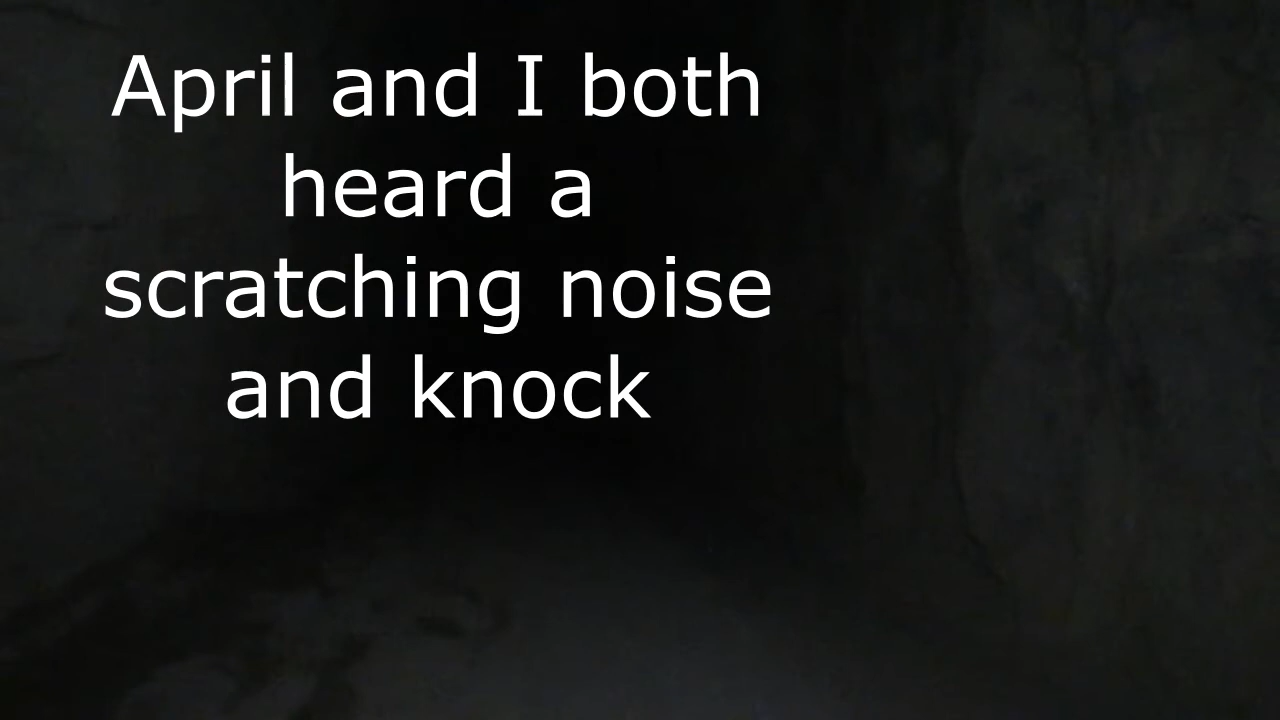 April and I both
heard a
scratching noise
and knock